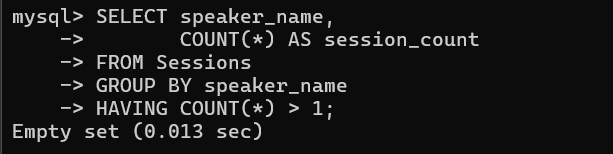 mysql> SELECT speaker_name,
    ->        COUNT(*) AS session_count
    -> FROM Sessions
    -> GROUP BY speaker_name
    -> HAVING COUNT(*) > 1;
Empty set (0.013 sec)